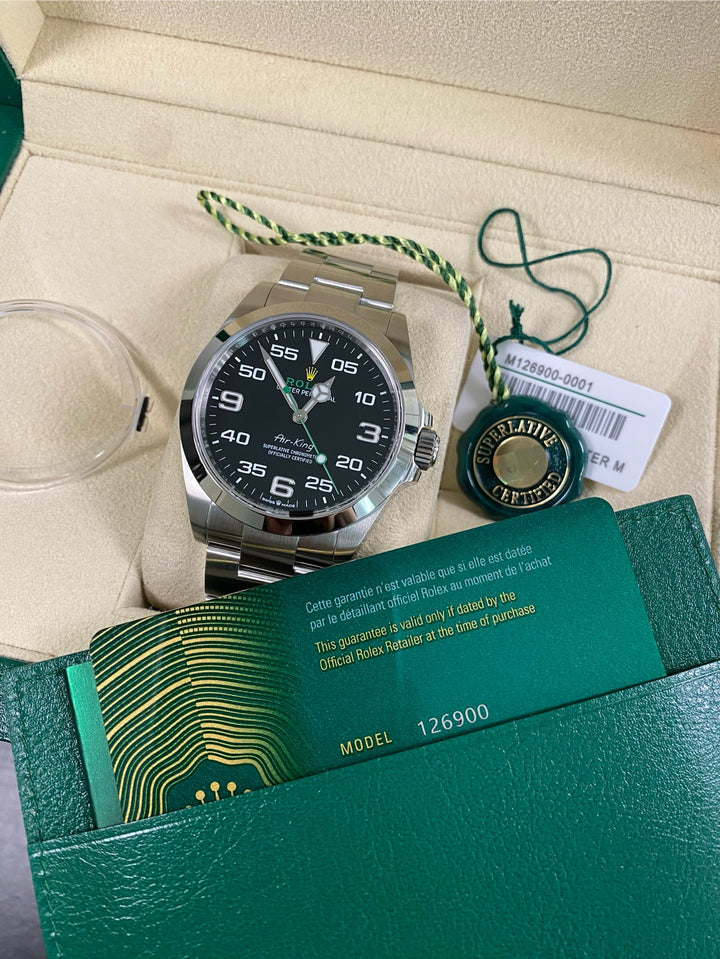 55
05
50
10
9
3
40
20
35
25
6
Air-King
SUPERLATIVE CHRONOMETER
OFFICIALLY CERTIFIED
SWISS MADE
M126900-0001
SUPERLATIVE
CERTIFIED
Cette garantie n'est valable que si elle est datée
par le détaillant officiel Rolex au moment de l'achat
This guarantee is valid only if dated by the
Official Rolex Retailer at the time of purchase
MODEL 126900